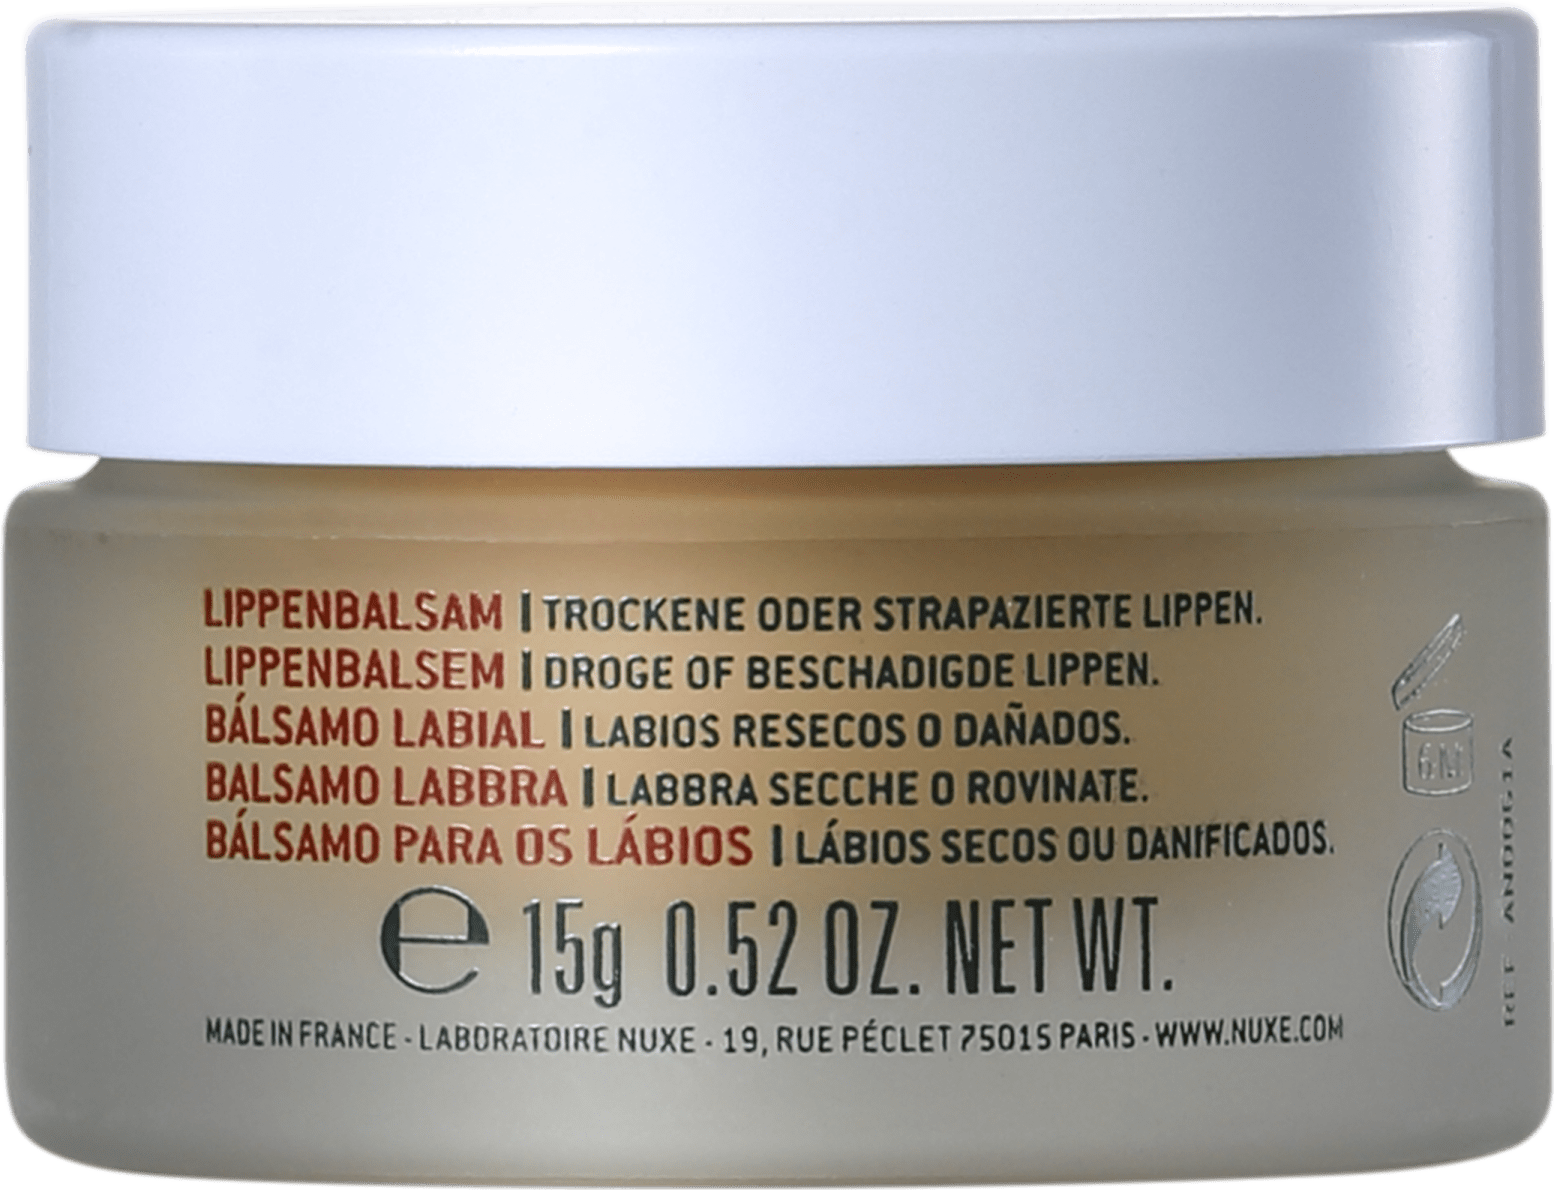 LIPPENBALSAM | TROCKENE ODER STRAPAZIERTE LIPPEN.
LIPPENBALSEM | DROGE OF BESCHADIGDE LIPPEN.
BÁLSAMO LABIAL | LABIOS RESECOS O DAÑADOS.
BALSAMO LABBRA | LABBRA SECCHE O ROVINATE.
BÁLSAMO PARA OS LÁBIOS | LÁBIOS SECOS OU DANIFICADOS.
℮ 15g 0.52 OZ. NET WT.
MADE IN FRANCE - LABORATOIRE NUXE - 19, RUE PÉCLET 75015 PARIS - WWW.NUXE.COM
6M
REF